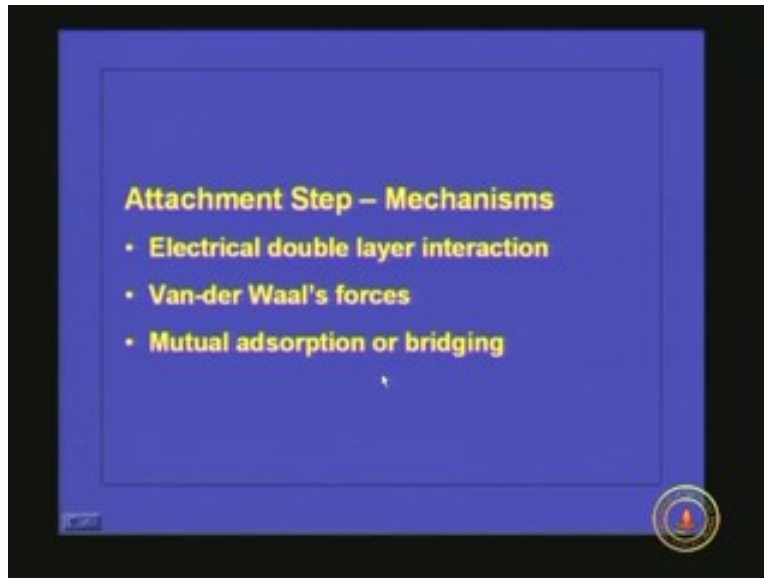 Attachment Step – Mechanisms
• Electrical double layer interaction
• Van-der Waal's forces
• Mutual adsorption or bridging